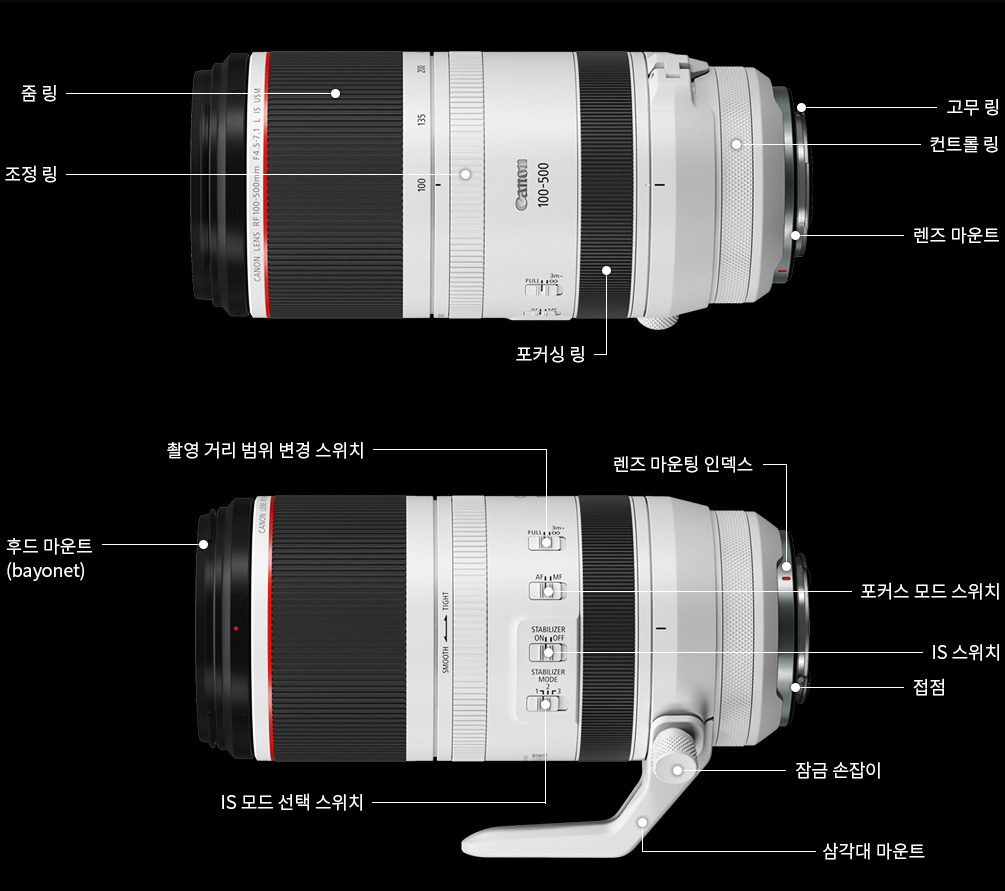 줌 링
조정 링
고무 링
컨트롤 링
렌즈 마운트
포커싱 링
CANON LENS RF100-500mm F4.5-7.1 L IS USM
200
135
100
Canon
100-500
FULL
3m-∞
AF MF
촬영 거리 범위 변경 스위치
렌즈 마운팅 인덱스
후드 마운트
(bayonet)
포커스 모드 스위치
IS 스위치
접점
잠금 손잡이
IS 모드 선택 스위치
삼각대 마운트
FULL
3m-∞
AF MF
STABILIZER
ON OFF
STABILIZER
MODE
2
1 3
SMOOTH TIGHT